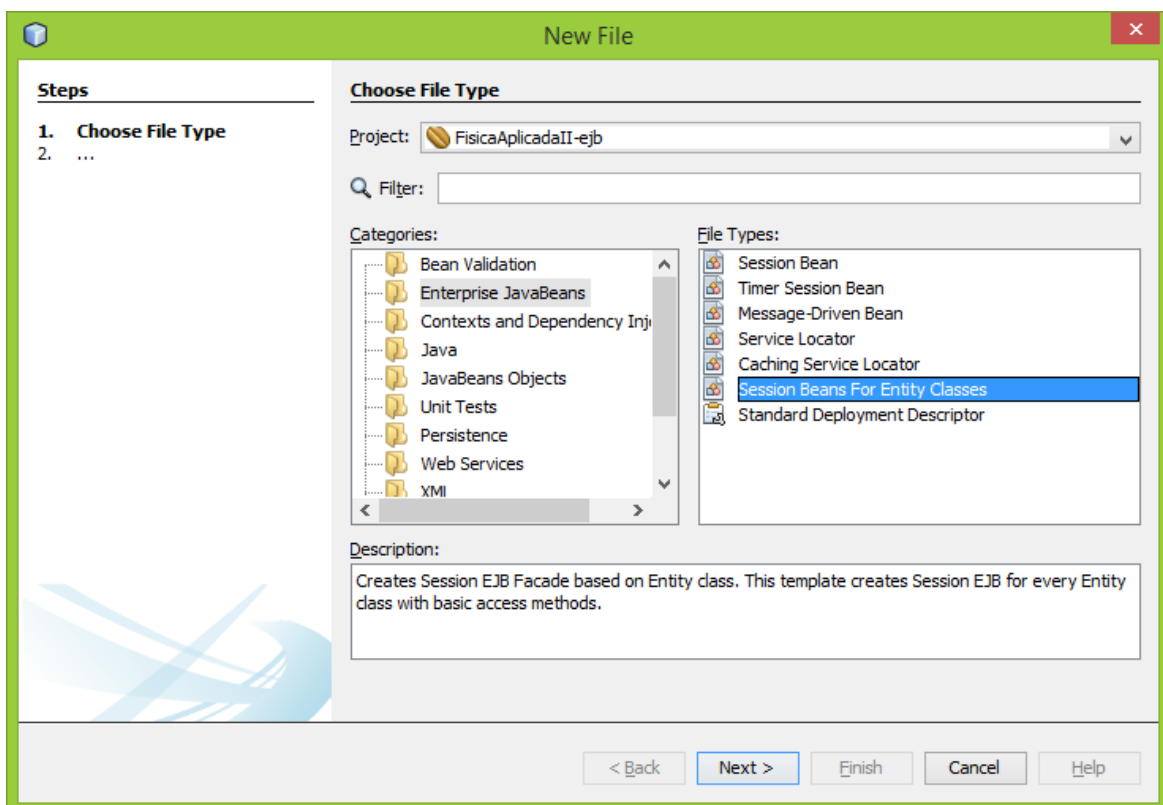 New File
Steps
1. Choose File Type
2. ...
Choose File Type
Project: FisicaAplicadaII-ejb
Filter:
Categories:
Bean Validation
Enterprise JavaBeans
Contexts and Dependency Inj
Java
JavaBeans Objects
Unit Tests
Persistence
Web Services
XML
File Types:
Session Bean
Timer Session Bean
Message-Driven Bean
Service Locator
Caching Service Locator
Session Beans For Entity Classes
Standard Deployment Descriptor
Description:
Creates Session EJB Facade based on Entity class. This template creates Session EJB for every Entity
class with basic access methods.
< Back Next > Finish Cancel Help